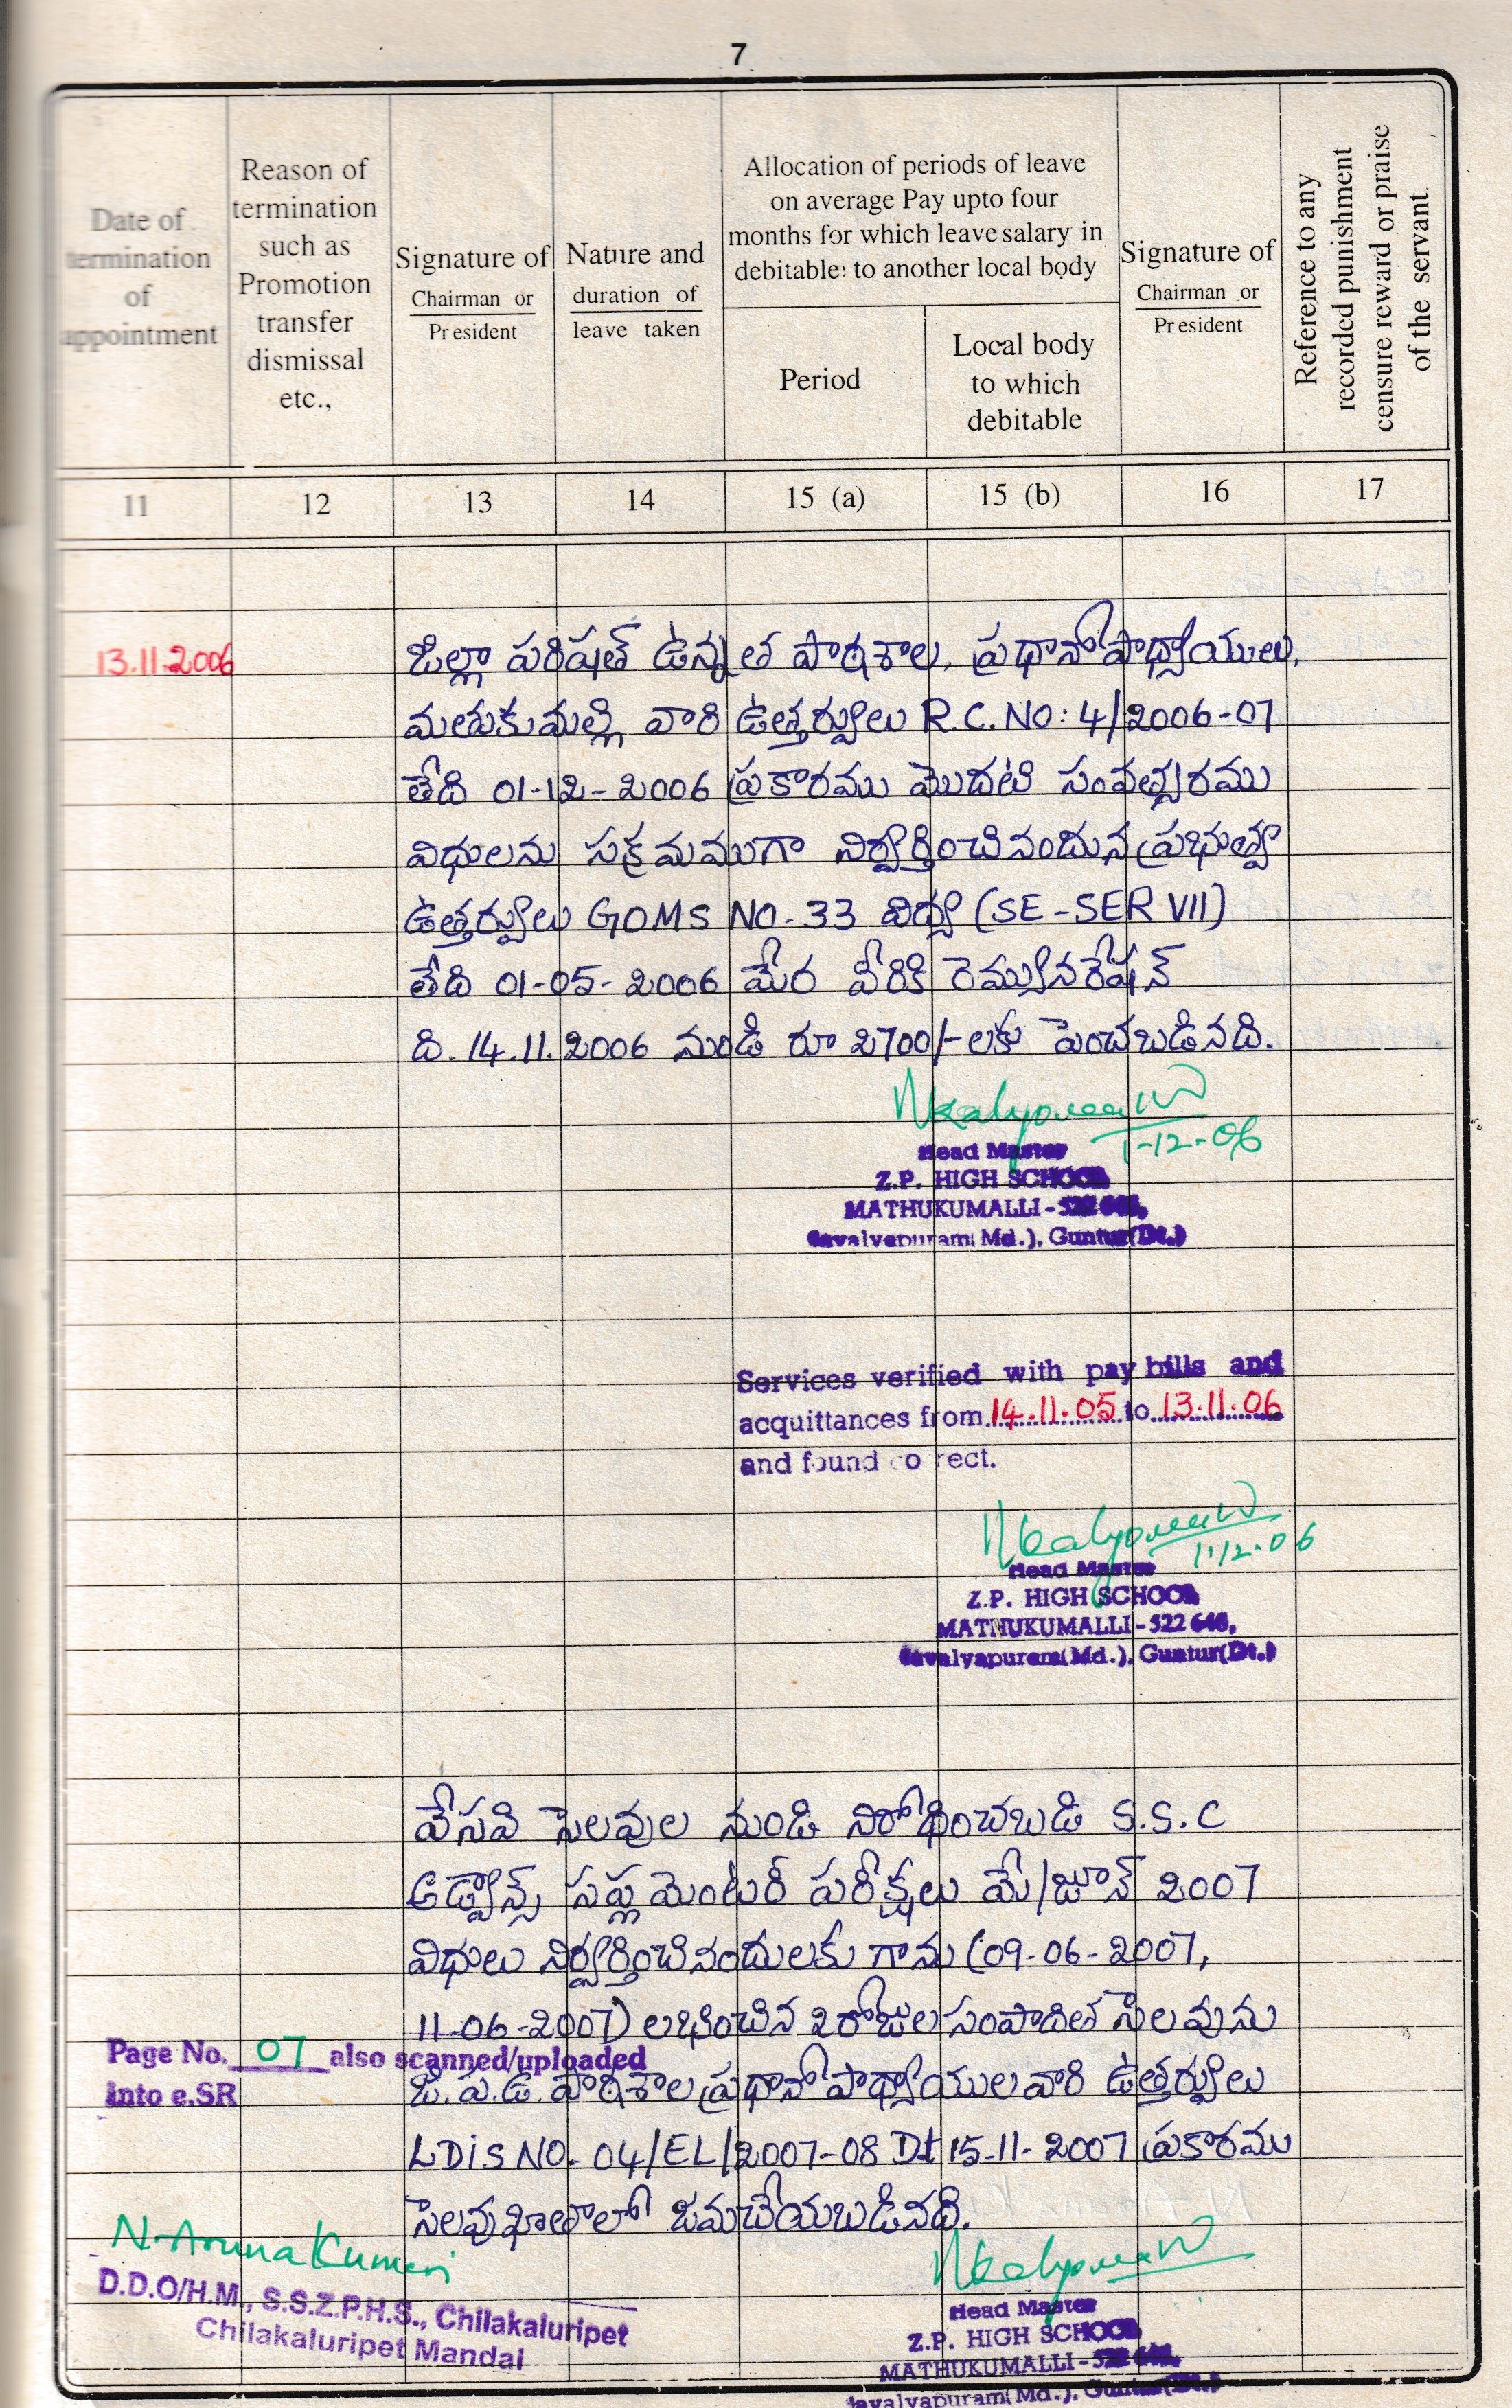 7
Date of
termination
of
appointment
Reason of
termination
such as
Promotion
transfer
dismissal
etc.,
Signature of
Chairman or
President
Nature and
duration of
leave taken
Allocation of periods of leave
on average Pay upto four
months for which leave salary in
debitable to another local body
Period
Local body
to which
debitable
Signature of
Chairman or
President
Reference to any
recorded punishment
censure reward or praise
of the servant.
11 12 13 14 15 (a) 15 (b) 16 17
13.11.2006 జిల్లా పరిషత్ ఉన్నత పాఠశాల, ప్రధానోపాధ్యాయులు,
మతుకుమల్లి వారి ఉత్తర్వులు R.C.NO: 4/2006-07
తేది 01-12-2006 ప్రకారము మొదటి సంవత్సరము
విధులను సక్రమముగా నిర్వర్తించినందున ప్రభుత్వ
ఉత్తర్వులు GOMS NO-33 విద్య (SE-SER VII)
తేది 01-05-2006 మేర వీరికి రెమ్యునరేషన్
ది. 14.11.2006 నుండి రూ 2700/- లకు పెంచబడినది.
1-12-06
Head Master
Z.P. HIGH SCHOOL
MATHUKUMALLI - 522 646,
Savalyapuram(Md.), Guntur(Dt.)
Services verified with pay bills and
acquittances from 14.11.05 to 13.11.06
and found co rect.
1.12.06
Head Master
Z.P. HIGH SCHOOL
MATHUKUMALLI - 522 646,
Savalyapuram(Md.), Guntur(Dt.)
వేసవి సెలవుల నుండి నిరోధించబడి S.S.C
అడ్వాన్స్ సప్లమెంటరీ పరీక్షలు మే/జూన్ 2007
విధులు నిర్వర్తించినందులకు గాను (09-06-2007,
11-06-2007) లభించిన 2రోజుల సంపాదిత సెలవును
Page No. 07 also scanned/uploaded
into e.SR
జి.ప.ఉ. పాఠశాల ప్రధానోపాధ్యాయుల వారి ఉత్తర్వులు
LDis NO- 04/EL/2007-08 Dt 15-11-2007 ప్రకారము
సెలవు ఖాతాలో జమచేయబడినది.
N. Aruna Kumari
D.D.O/H.M., S.S.Z.P.H.S., Chilakaluripet
Chilakaluripet Mandal
Head Master
Z.P. HIGH SCHOOL
MATHUKUMALLI - 522 646,
Savalyapuram(Md.), Guntur(Dt.)